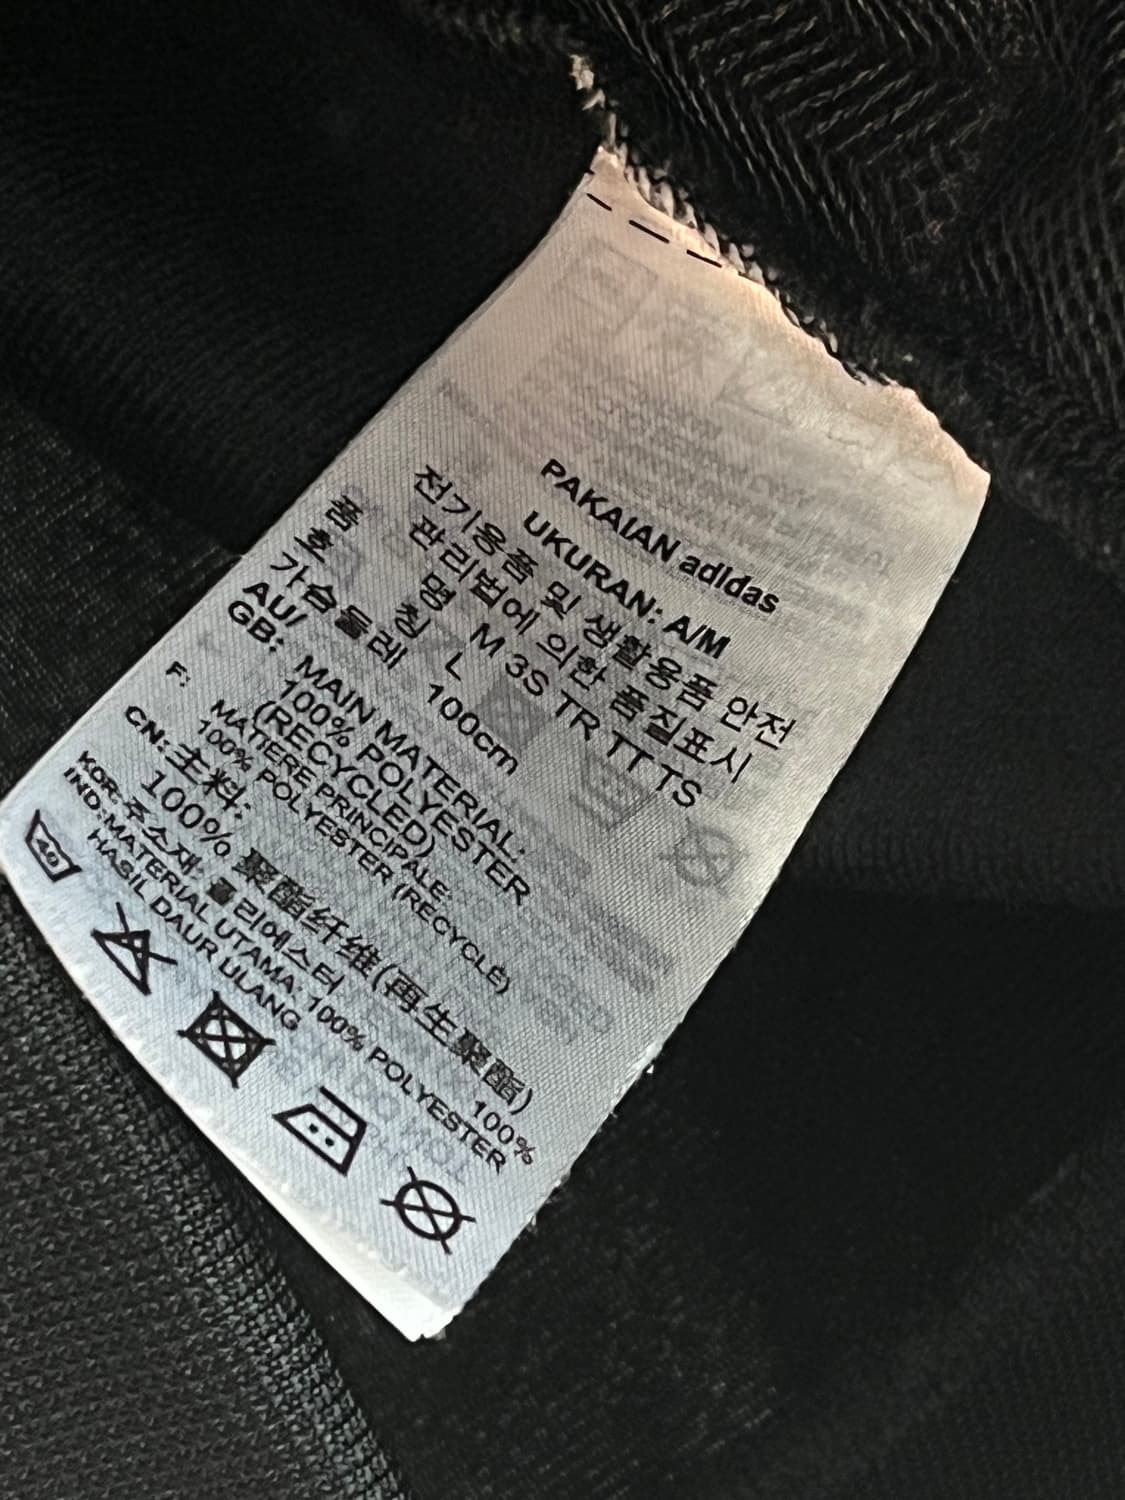 PAKAIAN adidas
UKURAN: A/M
전기용품 및 생활용품 안전
관리법에 의한 품질표시
품 명 M 3S TR TT TS
호 칭 L
가슴둘레 100cm
AU/
GB: MAIN MATERIAL:
100% POLYESTER
(RECYCLED)
F: MATIERE PRINCIPALE:
100% POLYESTER (RECYCLÉ)
CN: 主料:
100% 聚酯纤维(再生聚酯)
KOR: 주소재: 폴리에스터 100%
IND: MATERIAL UTAMA: 100% POLYESTER
HASIL DAUR ULANG
40